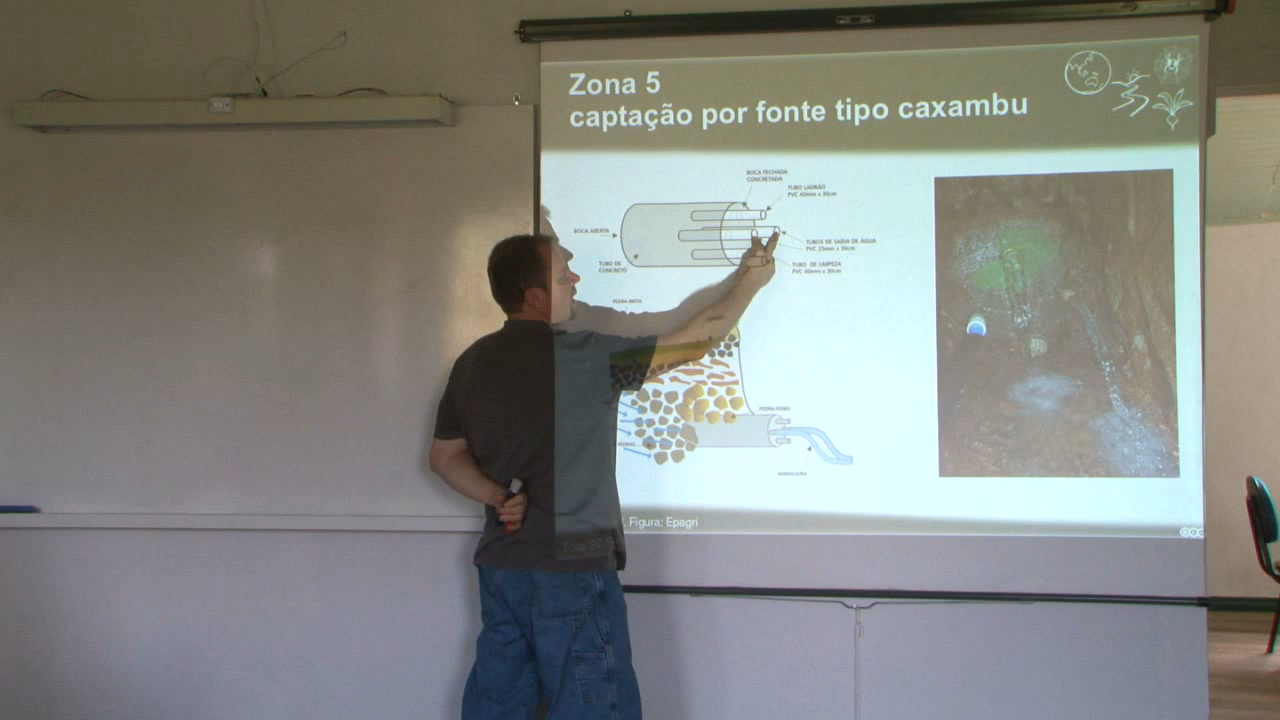 Zona 5
captação por fonte tipo caxambu
BOCA FECHADA
CONCRETADA
TUBO LADRÃO
PVC 40mm x 30cm
BOCA ABERTA
TUBOS DE SAÍDA DE ÁGUA
PVC 25mm x 30cm
TUBO DE
CONCRETO
TUBO DE LIMPEZA
PVC 40mm x 30cm
PEDRA-FERRO
Figura: Epagri